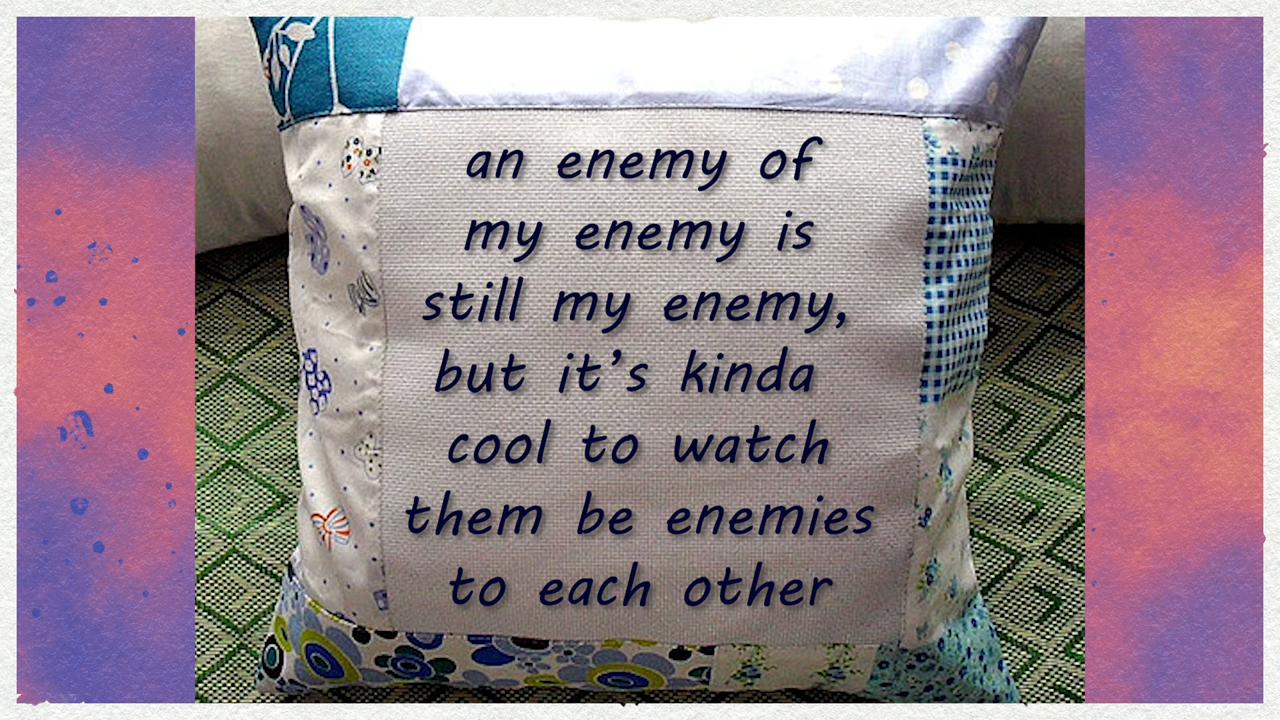 an enemy of
my enemy is
still my enemy,
but it’s kinda
cool to watch
them be enemies
to each other